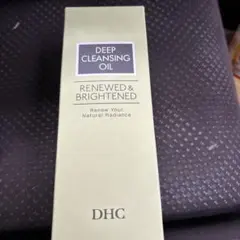 DEEP
CLEANSING
OIL
RENEWED &
BRIGHTENED
Renew Your
Natural Radiance
DHC